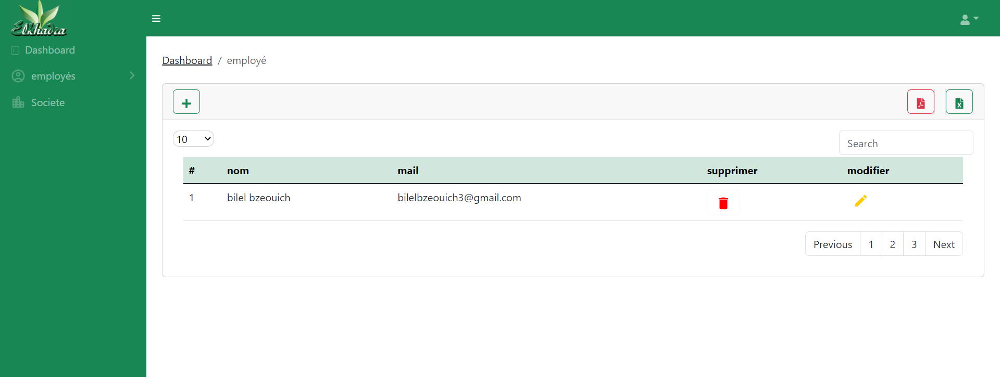 Elkhadra
Dashboard
employés
Societe
Dashboard / employé
10
Search
# nom mail supprimer modifier
1 bilel bzeouich bilelbzeouich3@gmail.com
Previous 1 2 3 Next